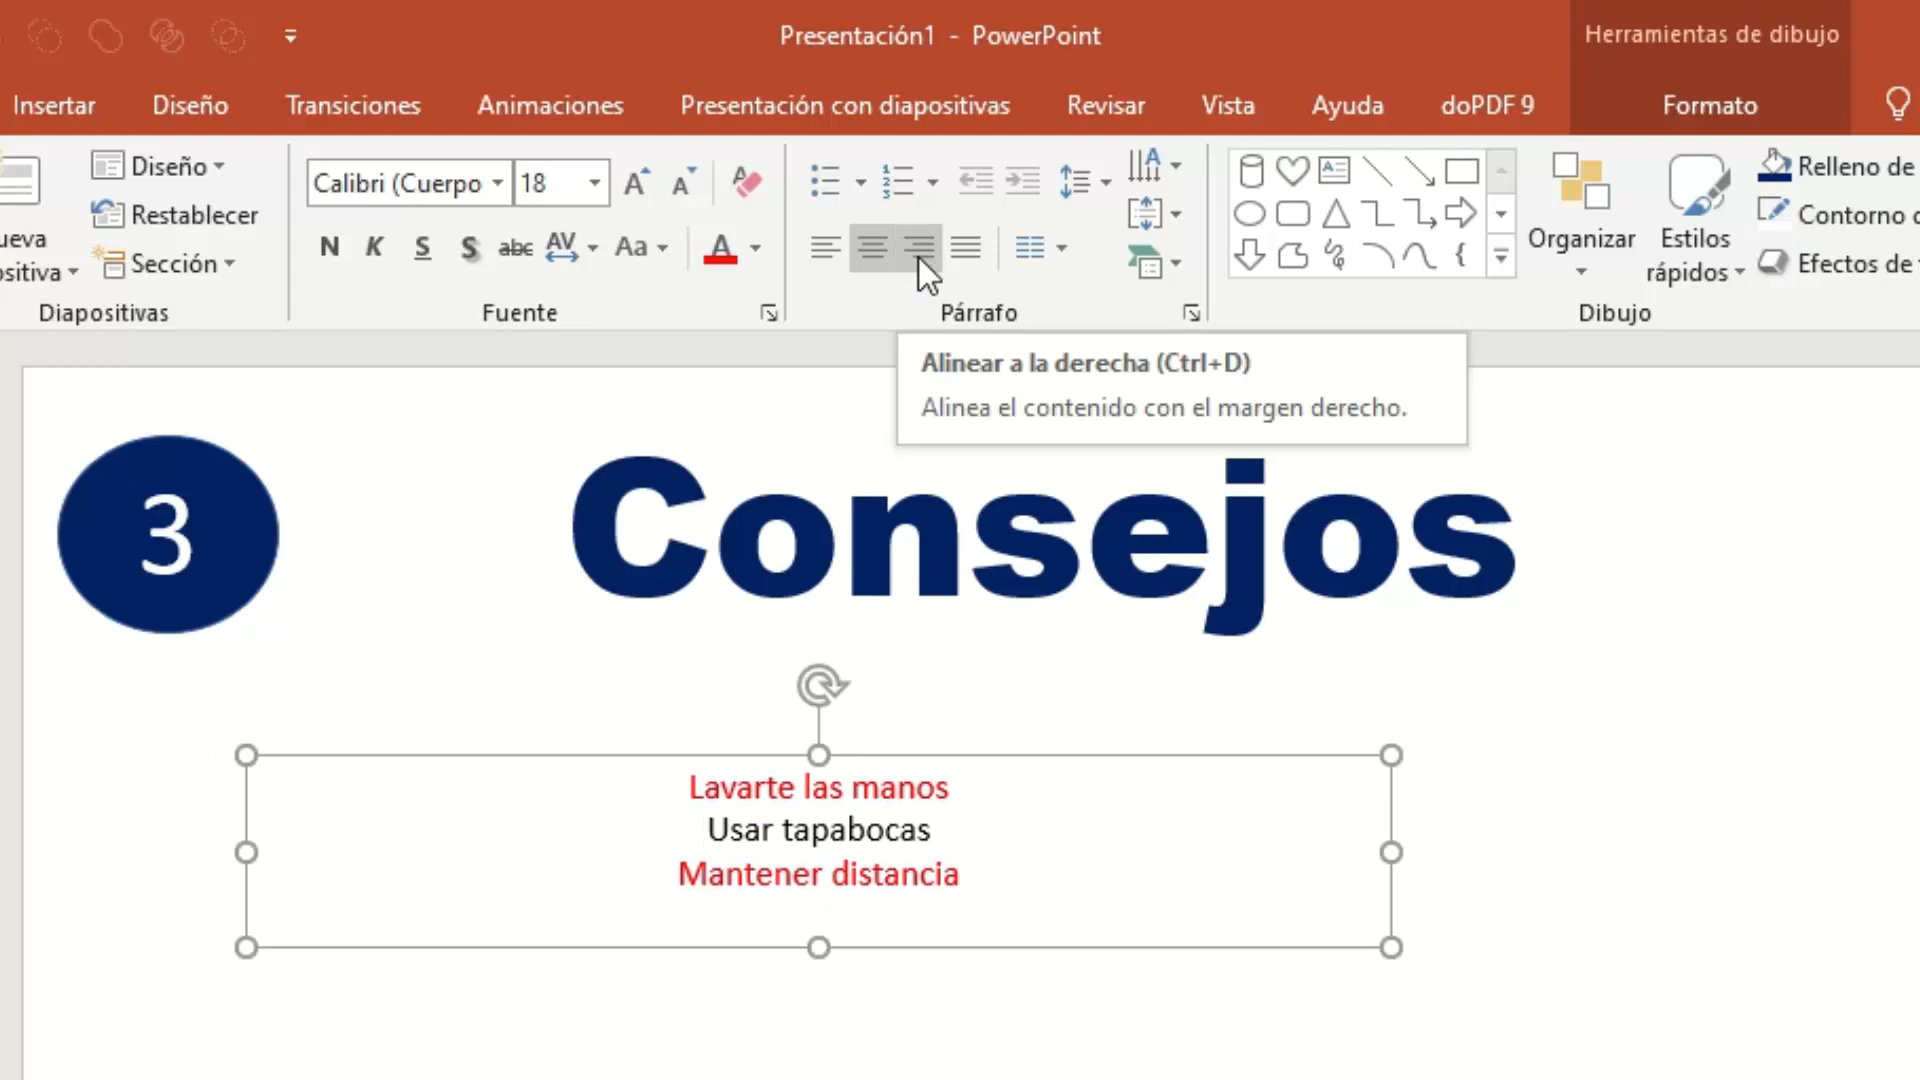 Presentación1 - PowerPoint
Herramientas de dibujo
Insertar Diseño Transiciones Animaciones Presentación con diapositivas Revisar Vista Ayuda doPDF 9 Formato
Diseño
Restablecer
Sección
Diapositivas
Calibri (Cuerpo 18
N K S S abc AV Aa A
Fuente
Párrafo
Organizar
Estilos
rápidos
Relleno de
Contorno
Efectos de
Dibujo
Alinear a la derecha (Ctrl+D)
Alinea el contenido con el margen derecho.
3
Consejos
Lavarte las manos
Usar tapabocas
Mantener distancia